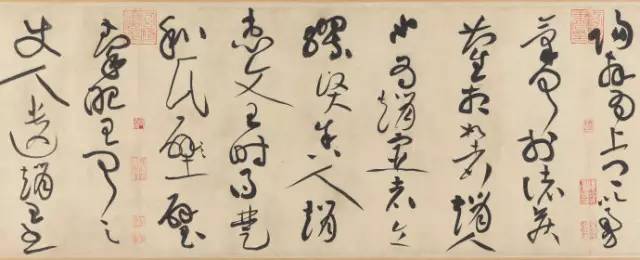 陽拜為上卿以勇
氣聞於諸侯
藺相如者趙人
也為趙宦者令
繆賢舍人趙
惠文王時得楚
和氏壁璧
秦昭王聞之
使人遺趙王書